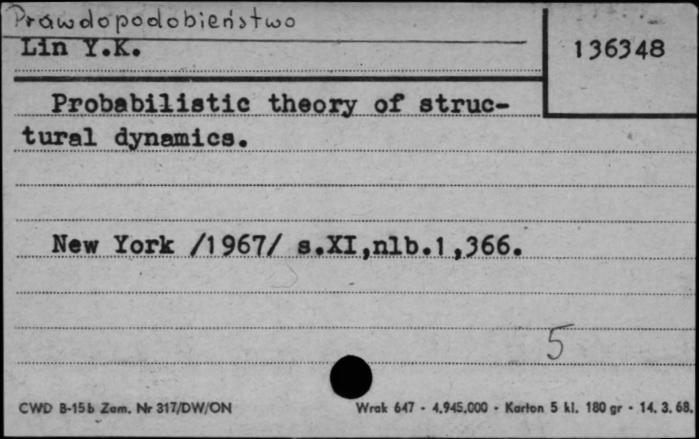 Prawdopodobieństwo
Lin Y.K.
136348
Probabilistic theory of struc-
tural dynamics.
New York /1967/ s.XI,nlb.1,366.
5
CWD B-15b Zam. Nr 317/DW/ON
Wrak 647 - 4.945.000 - Karton 5 kl. 180 gr - 14. 3. 68.